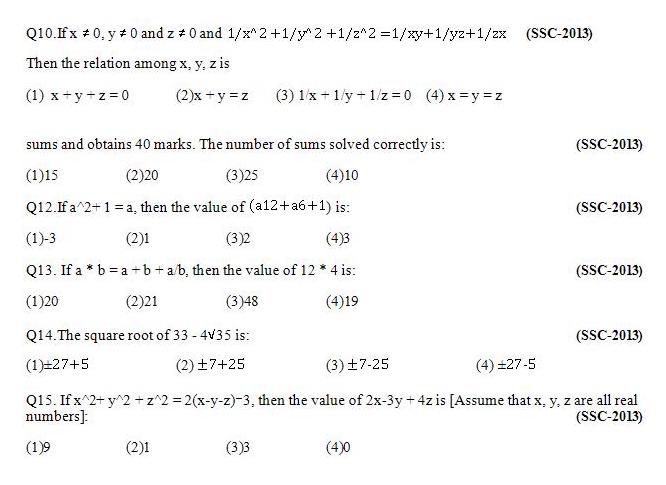 Q10.If x ≠ 0, y ≠ 0 and z ≠ 0 and 1/x^2 +1/y^2 +1/z^2 =1/xy+1/yz+1/zx (SSC-2013)
Then the relation among x, y, z is
(1) x + y + z = 0 (2)x + y = z (3) 1/x + 1/y + 1/z = 0 (4) x = y = z
sums and obtains 40 marks. The number of sums solved correctly is: (SSC-2013)
(1)15 (2)20 (3)25 (4)10
Q12.If a^2+ 1 = a, then the value of (a12+a6+1) is: (SSC-2013)
(1)-3 (2)1 (3)2 (4)3
Q13. If a * b = a + b + a/b, then the value of 12 * 4 is: (SSC-2013)
(1)20 (2)21 (3)48 (4)19
Q14.The square root of 33 - 4√35 is: (SSC-2013)
(1)±27+5 (2) ±7+25 (3) ±7-25 (4) ±27-5
Q15. If x^2+ y^2 + z^2 = 2(x-y-z)-3, then the value of 2x-3y + 4z is [Assume that x, y, z are all real
numbers]: (SSC-2013)
(1)9 (2)1 (3)3 (4)0